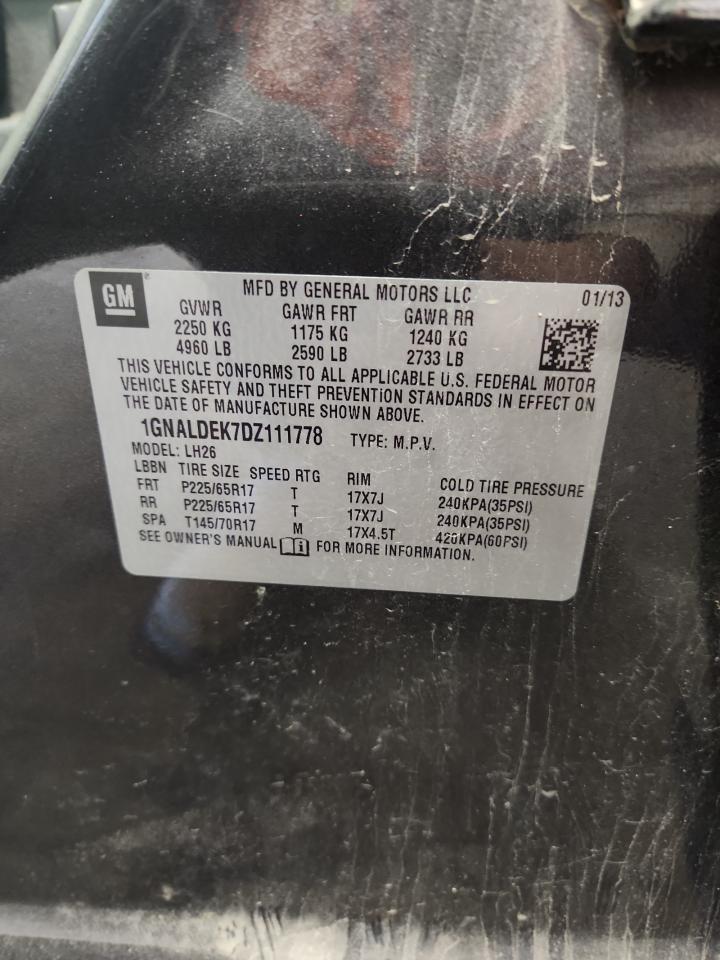 GM
MFD BY GENERAL MOTORS LLC 01/13
GVWR GAWR FRT GAWR RR
2250 KG 1175 KG 1240 KG
4960 LB 2590 LB 2733 LB
THIS VEHICLE CONFORMS TO ALL APPLICABLE U.S. FEDERAL MOTOR
VEHICLE SAFETY AND THEFT PREVENTION STANDARDS IN EFFECT ON
THE DATE OF MANUFACTURE SHOWN ABOVE.
1GNALDEK7DZ111778 TYPE: M.P.V.
MODEL: LH26
LBBN TIRE SIZE SPEED RTG RIM COLD TIRE PRESSURE
FRT P225/65R17 T 17X7J 240KPA(35PSI)
RR P225/65R17 T 17X7J 240KPA(35PSI)
SPA T145/70R17 M 17X4.5T 420KPA(60PSI)
SEE OWNER'S MANUAL FOR MORE INFORMATION.